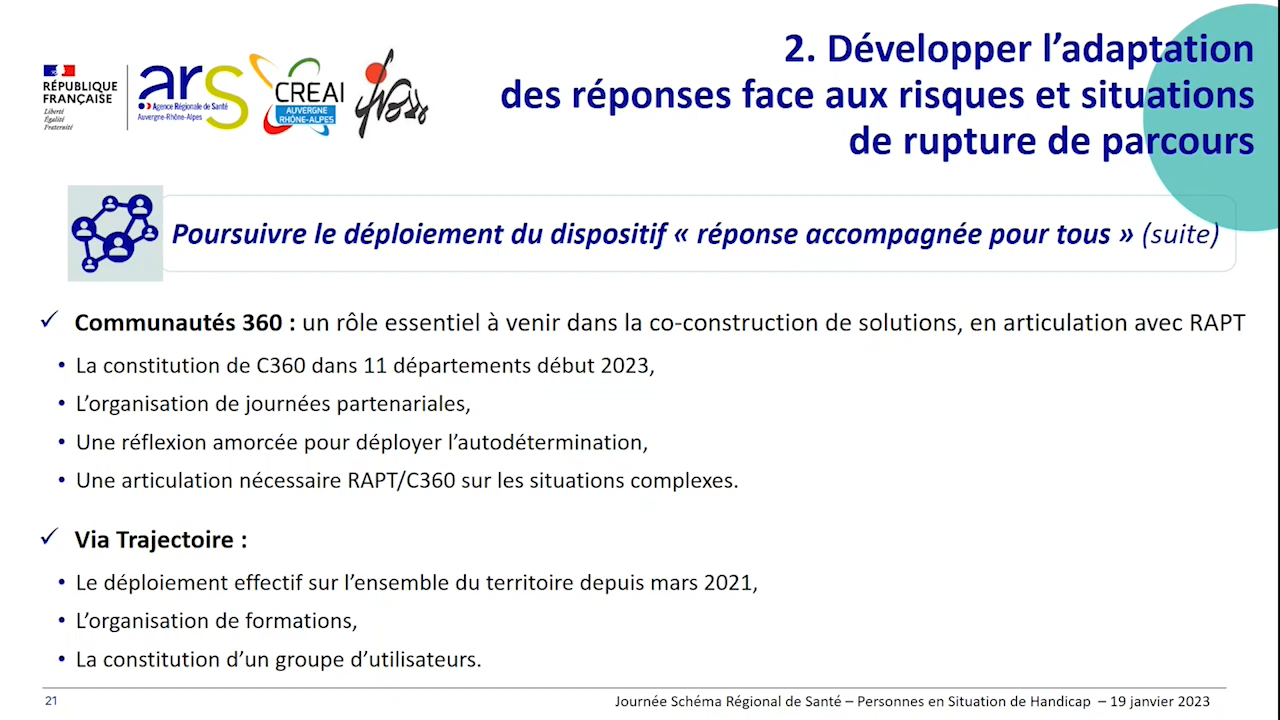 2. Développer l’adaptation
des réponses face aux risques et situations
de rupture de parcours
RÉPUBLIQUE
FRANÇAISE
Liberté
Égalité
Fraternité
ars
Agence Régionale de Santé
Auvergne-Rhône-Alpes
CREAI
AUVERGNE
RHÔNE-ALPES
Poursuivre le déploiement du dispositif « réponse accompagnée pour tous » (suite)
✓ Communautés 360 : un rôle essentiel à venir dans la co-construction de solutions, en articulation avec RAPT
• La constitution de C360 dans 11 départements début 2023,
• L’organisation de journées partenariales,
• Une réflexion amorcée pour déployer l’autodétermination,
• Une articulation nécessaire RAPT/C360 sur les situations complexes.
✓ Via Trajectoire :
• Le déploiement effectif sur l’ensemble du territoire depuis mars 2021,
• L’organisation de formations,
• La constitution d’un groupe d’utilisateurs.
21
Journée Schéma Régional de Santé – Personnes en Situation de Handicap – 19 janvier 2023